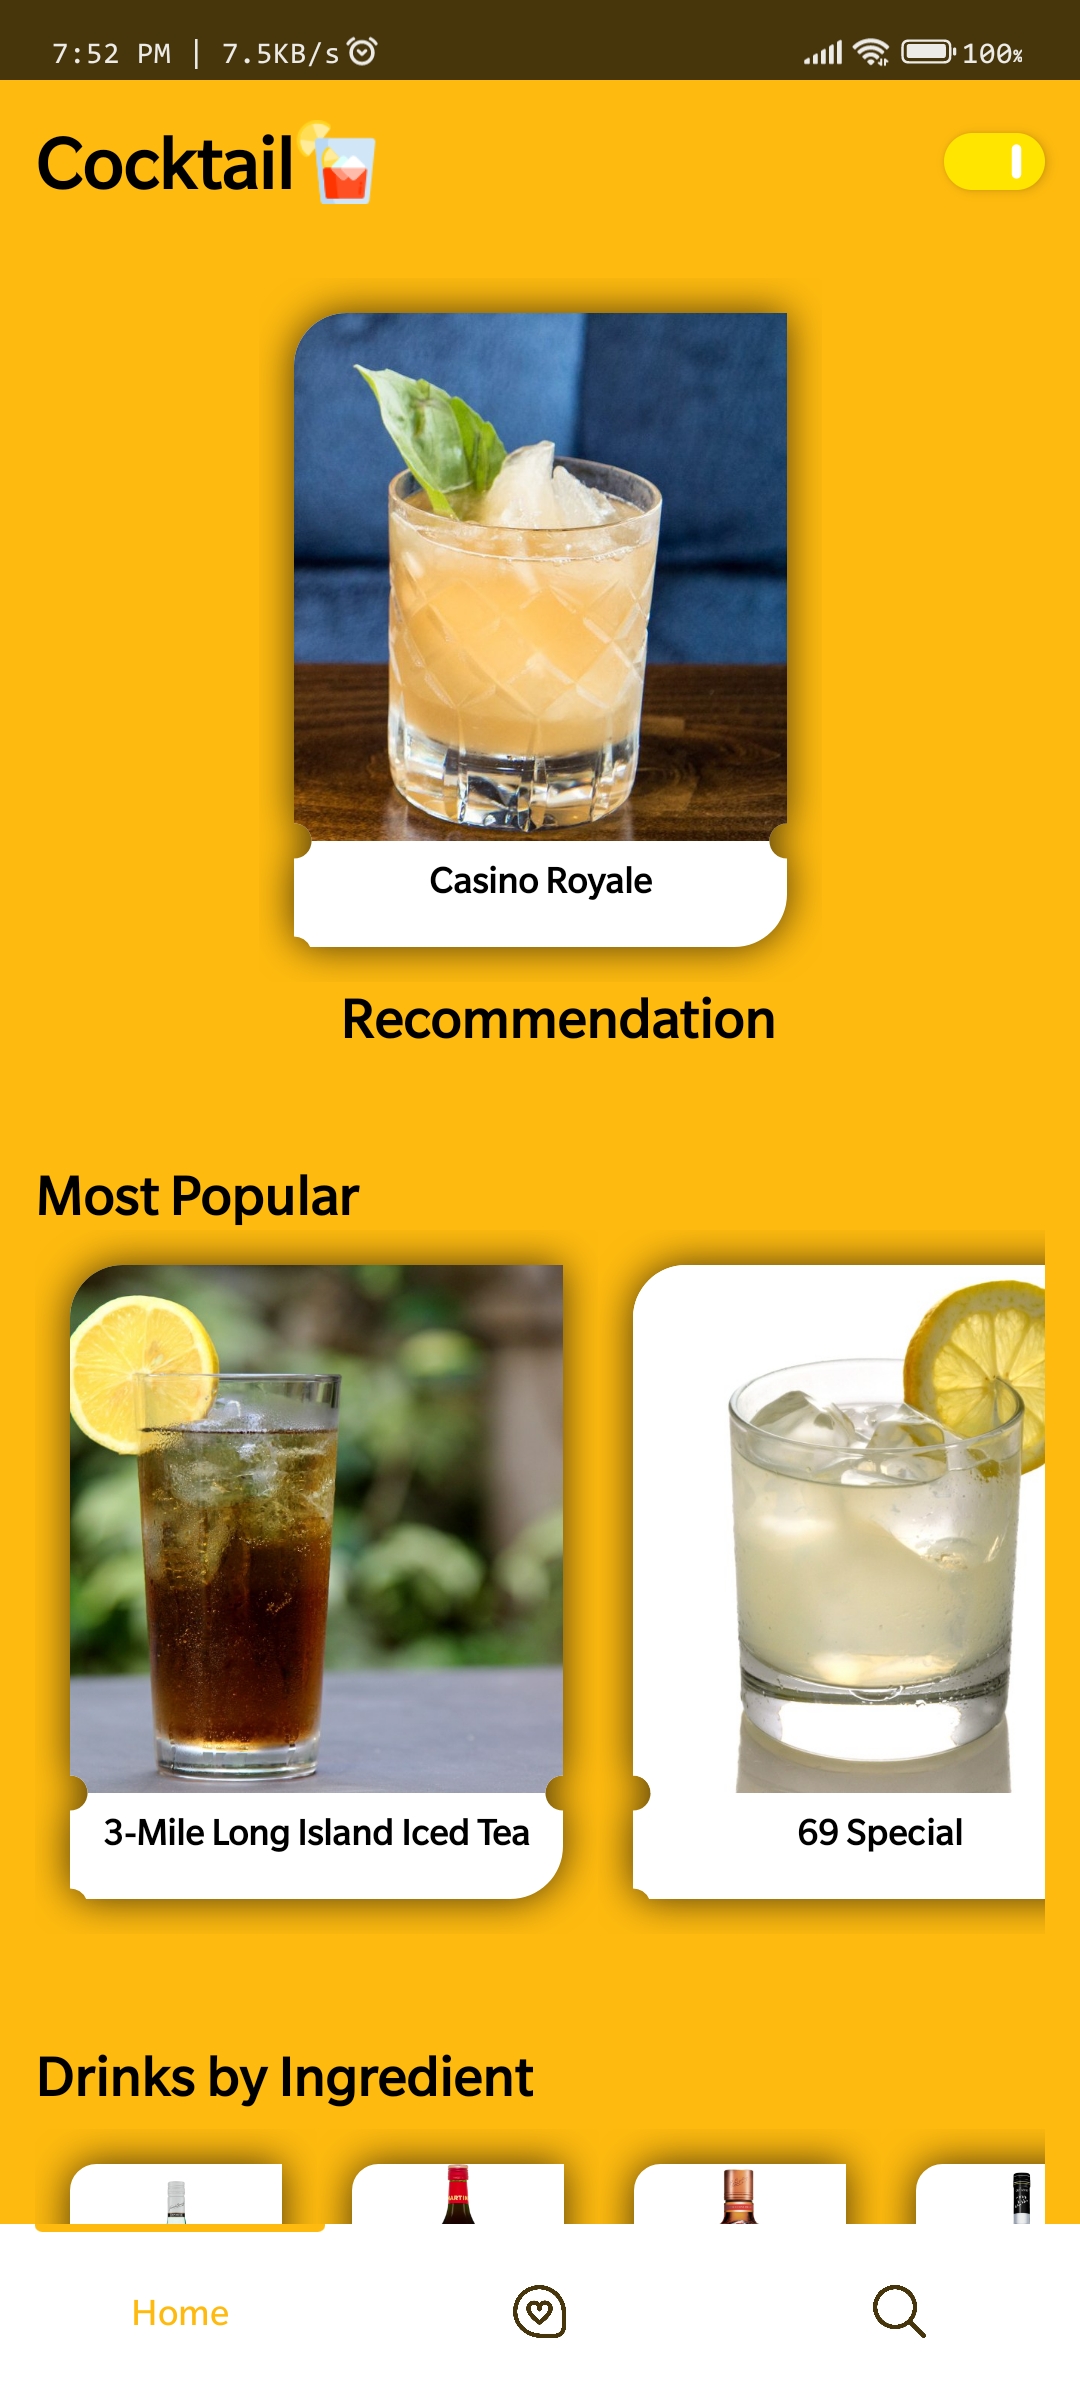 7:52 PM | 7.5KB/s
100%
Cocktail
Casino Royale
Recommendation
Most Popular
3-Mile Long Island Iced Tea
69 Special
Drinks by Ingredient
Home